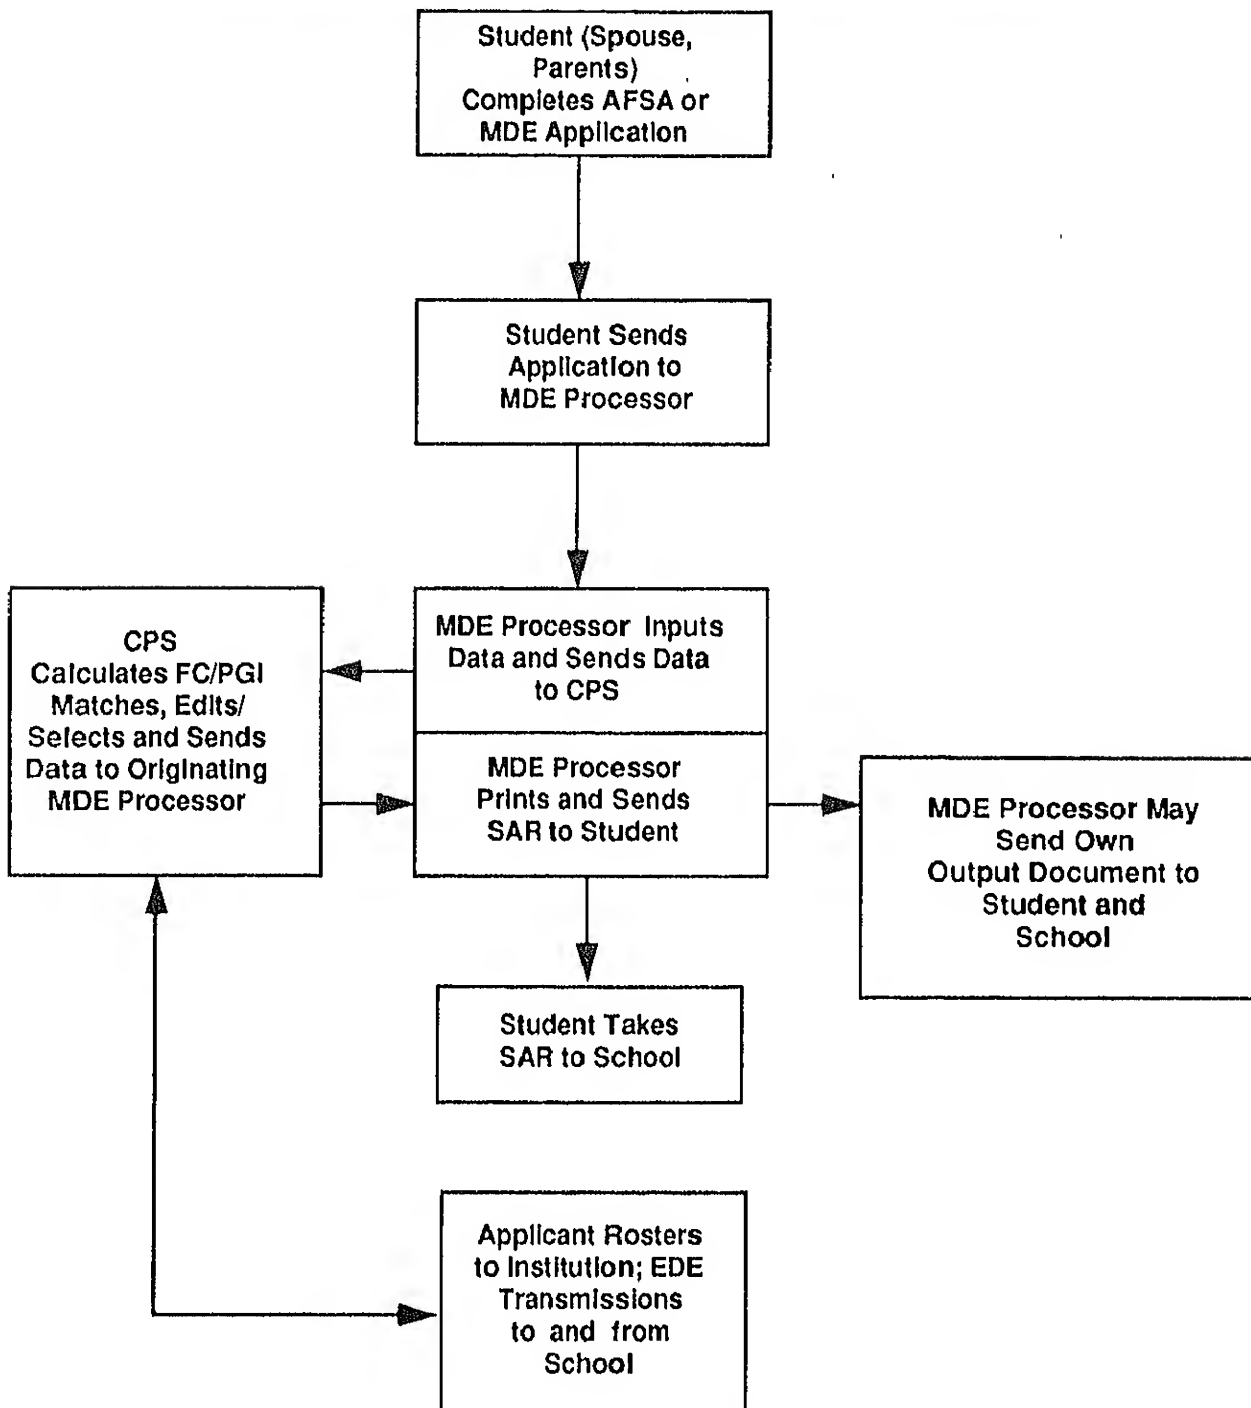 Student (Spouse,
Parents)
Completes AFSA or
MDE Application
Student Sends
Application to
MDE Processor
MDE Processor Inputs
Data and Sends Data
to CPS
CPS
Calculates FC/PGI
Matches, Edits/
Selects and Sends
Data to Originating
MDE Processor
MDE Processor
Prints and Sends
SAR to Student
MDE Processor May
Send Own
Output Document to
Student and
School
Student Takes
SAR to School
Applicant Rosters
to Institution; EDE
Transmissions
to and from
School